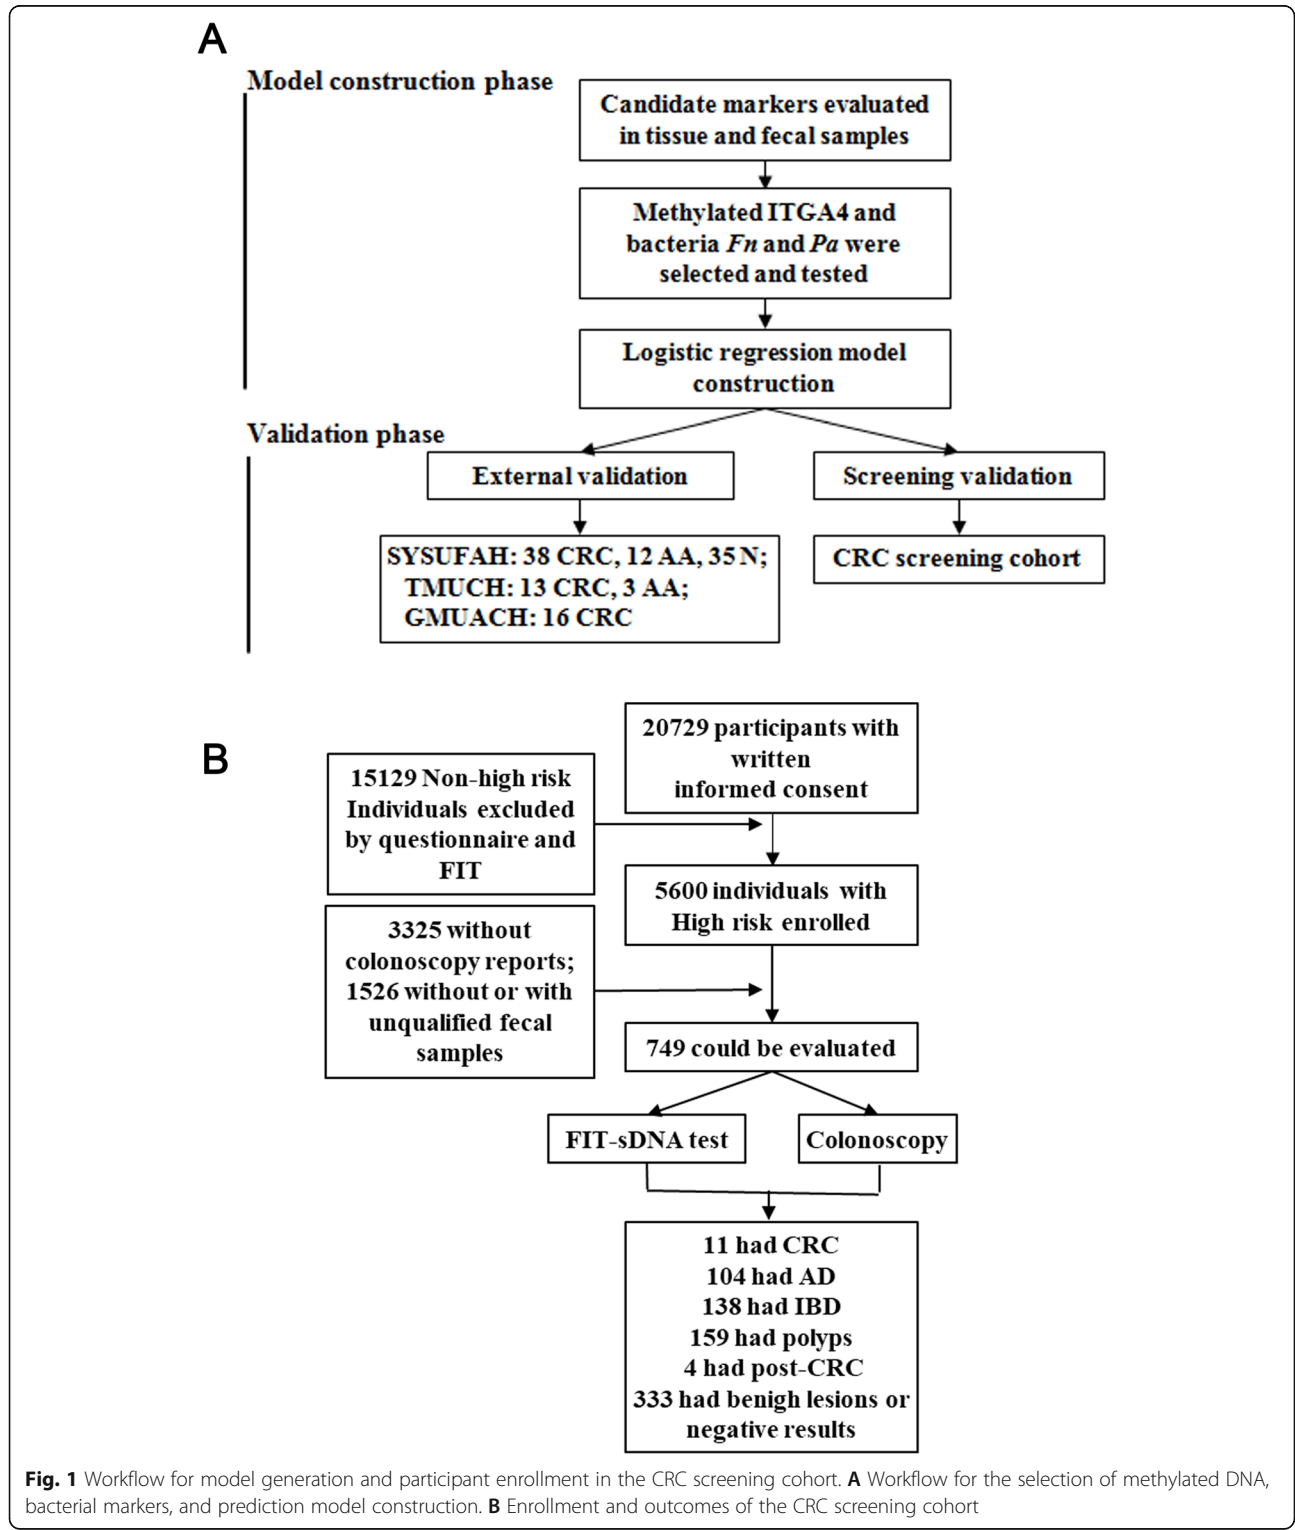 A
Model construction phase
Candidate markers evaluated
in tissue and fecal samples
Methylated ITGA4 and
bacteria Fn and Pa were
selected and tested
Logistic regression model
construction
Validation phase
External validation
Screening validation
SYSUFAH: 38 CRC, 12 AA, 35 N;
TMUCH: 13 CRC, 3 AA;
GMUACH: 16 CRC
CRC screening cohort
B
20729 participants with
written
informed consent
15129 Non-high risk
Individuals excluded
by questionnaire and
FIT
5600 individuals with
High risk enrolled
3325 without
colonoscopy reports;
1526 without or with
unqualified fecal
samples
749 could be evaluated
FIT-sDNA test
Colonoscopy
11 had CRC
104 had AD
138 had IBD
159 had polyps
4 had post-CRC
333 had benigh lesions or
negative results
Fig. 1 Workflow for model generation and participant enrollment in the CRC screening cohort. A Workflow for the selection of methylated DNA,
bacterial markers, and prediction model construction. B Enrollment and outcomes of the CRC screening cohort